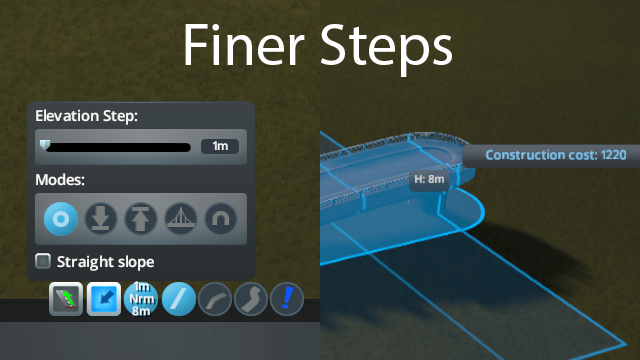 Finer Steps
Elevation Step:
1m
Modes:
Straight slope
1m
Nrm
8m
Construction cost: 1220
H: 8m